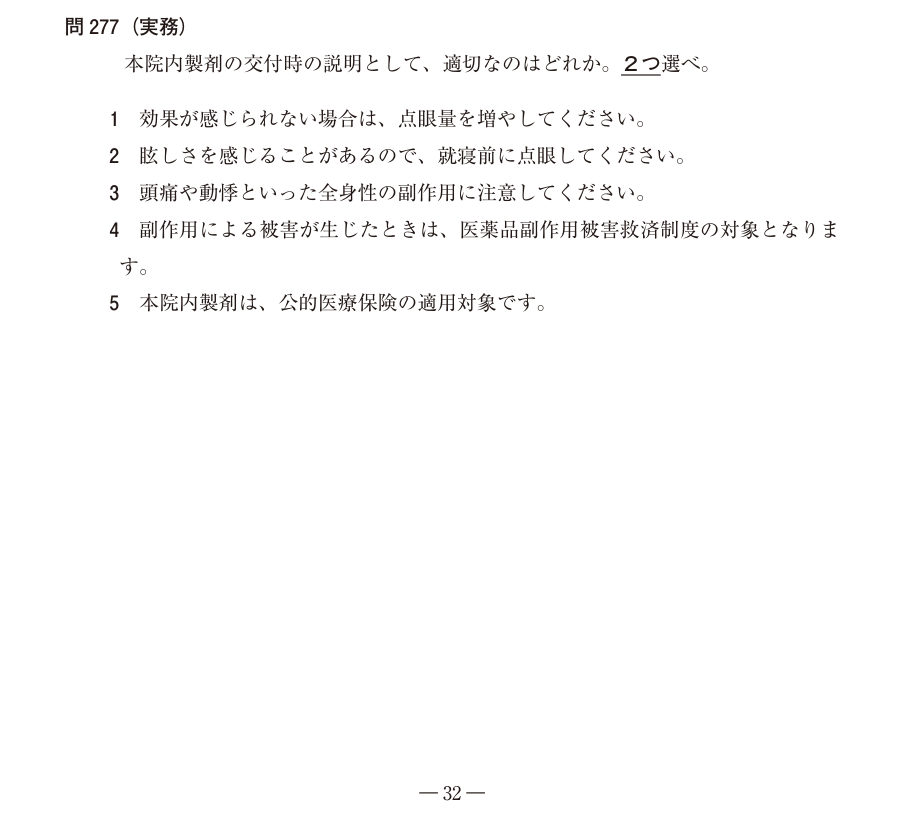 問 277（実務）
本院内製剤の交付時の説明として、適切なのはどれか。２つ選べ。
1　効果が感じられない場合は、点眼量を増やしてください。
2　眩しさを感じることがあるので、就寝前に点眼してください。
3　頭痛や動悸といった全身性の副作用に注意してください。
4　副作用による被害が生じたときは、医薬品副作用被害救済制度の対象となりま
す。
5　本院内製剤は、公的医療保険の適用対象です。
― 32 ―